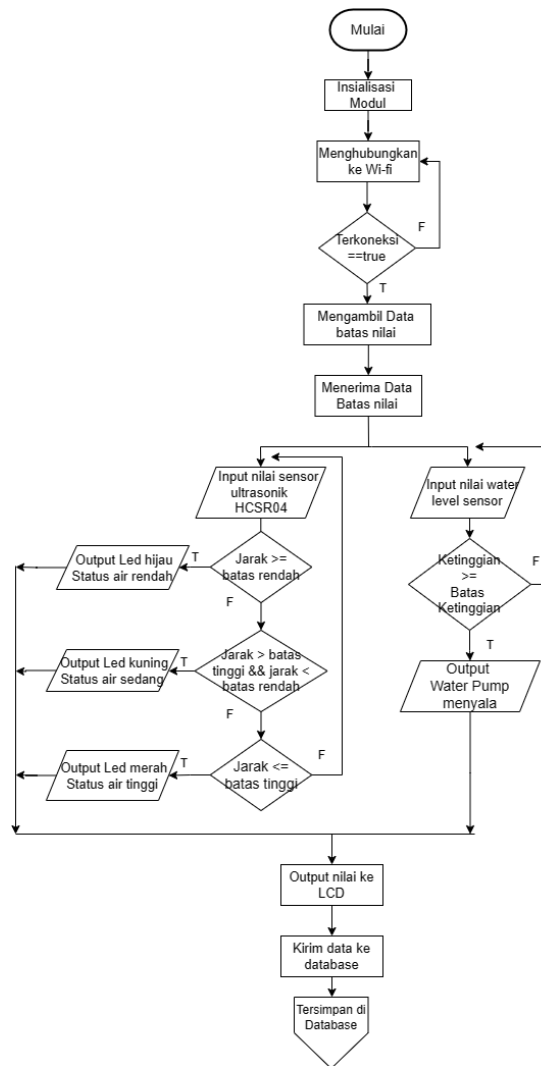 Mulai
Insialisasi
Modul
Menghubungkan
ke Wi-fi
Terkoneksi
==true
F
T
Mengambil Data
batas nilai
Menerima Data
Batas nilai
Input nilai sensor
ultrasonik
HCSR04
Input nilai water
level sensor
Jarak >=
batas rendah
T
F
Output Led hijau
Status air rendah
Ketinggian
>=
Batas
Ketinggian
F
T
Jarak > batas
tinggi && jarak <
batas rendah
T
F
Output Led kuning
Status air sedang
Output
Water Pump
menyala
Jarak <=
batas tinggi
T
F
Output Led merah
Status air tinggi
Output nilai ke
LCD
Kirim data ke
database
Tersimpan di
Database